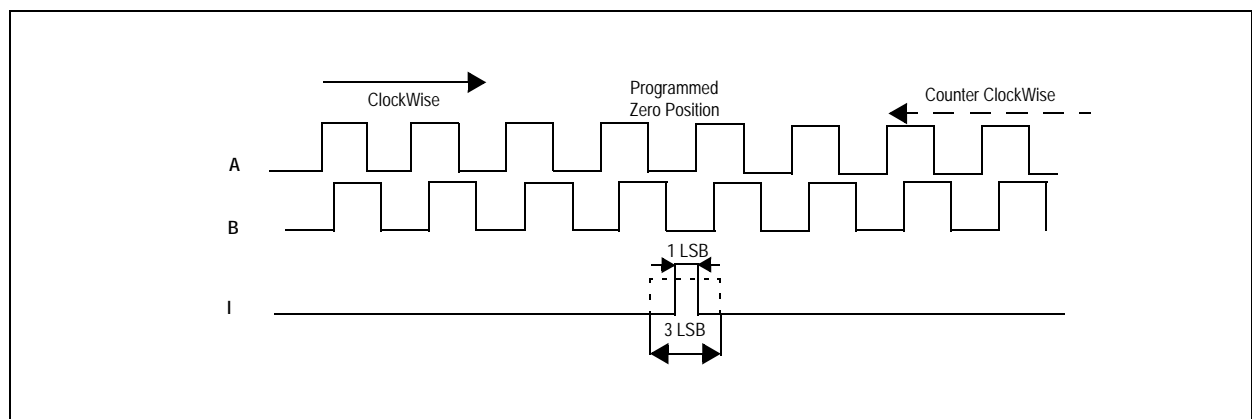 ClockWise
Programmed
Zero Position
Counter ClockWise
A
B
1 LSB
I
3 LSB